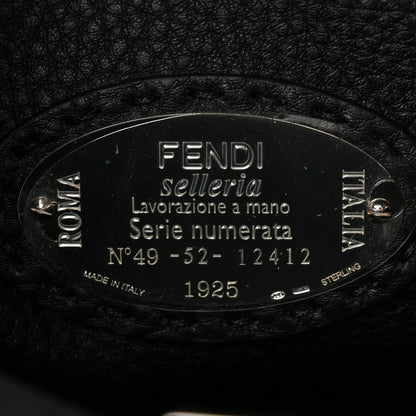 FENDI
selleria
Lavorazione a mano
Serie numerata
N°49 -52- 12412
1925
ROMA
ITALIA
MADE IN ITALY
STERLING